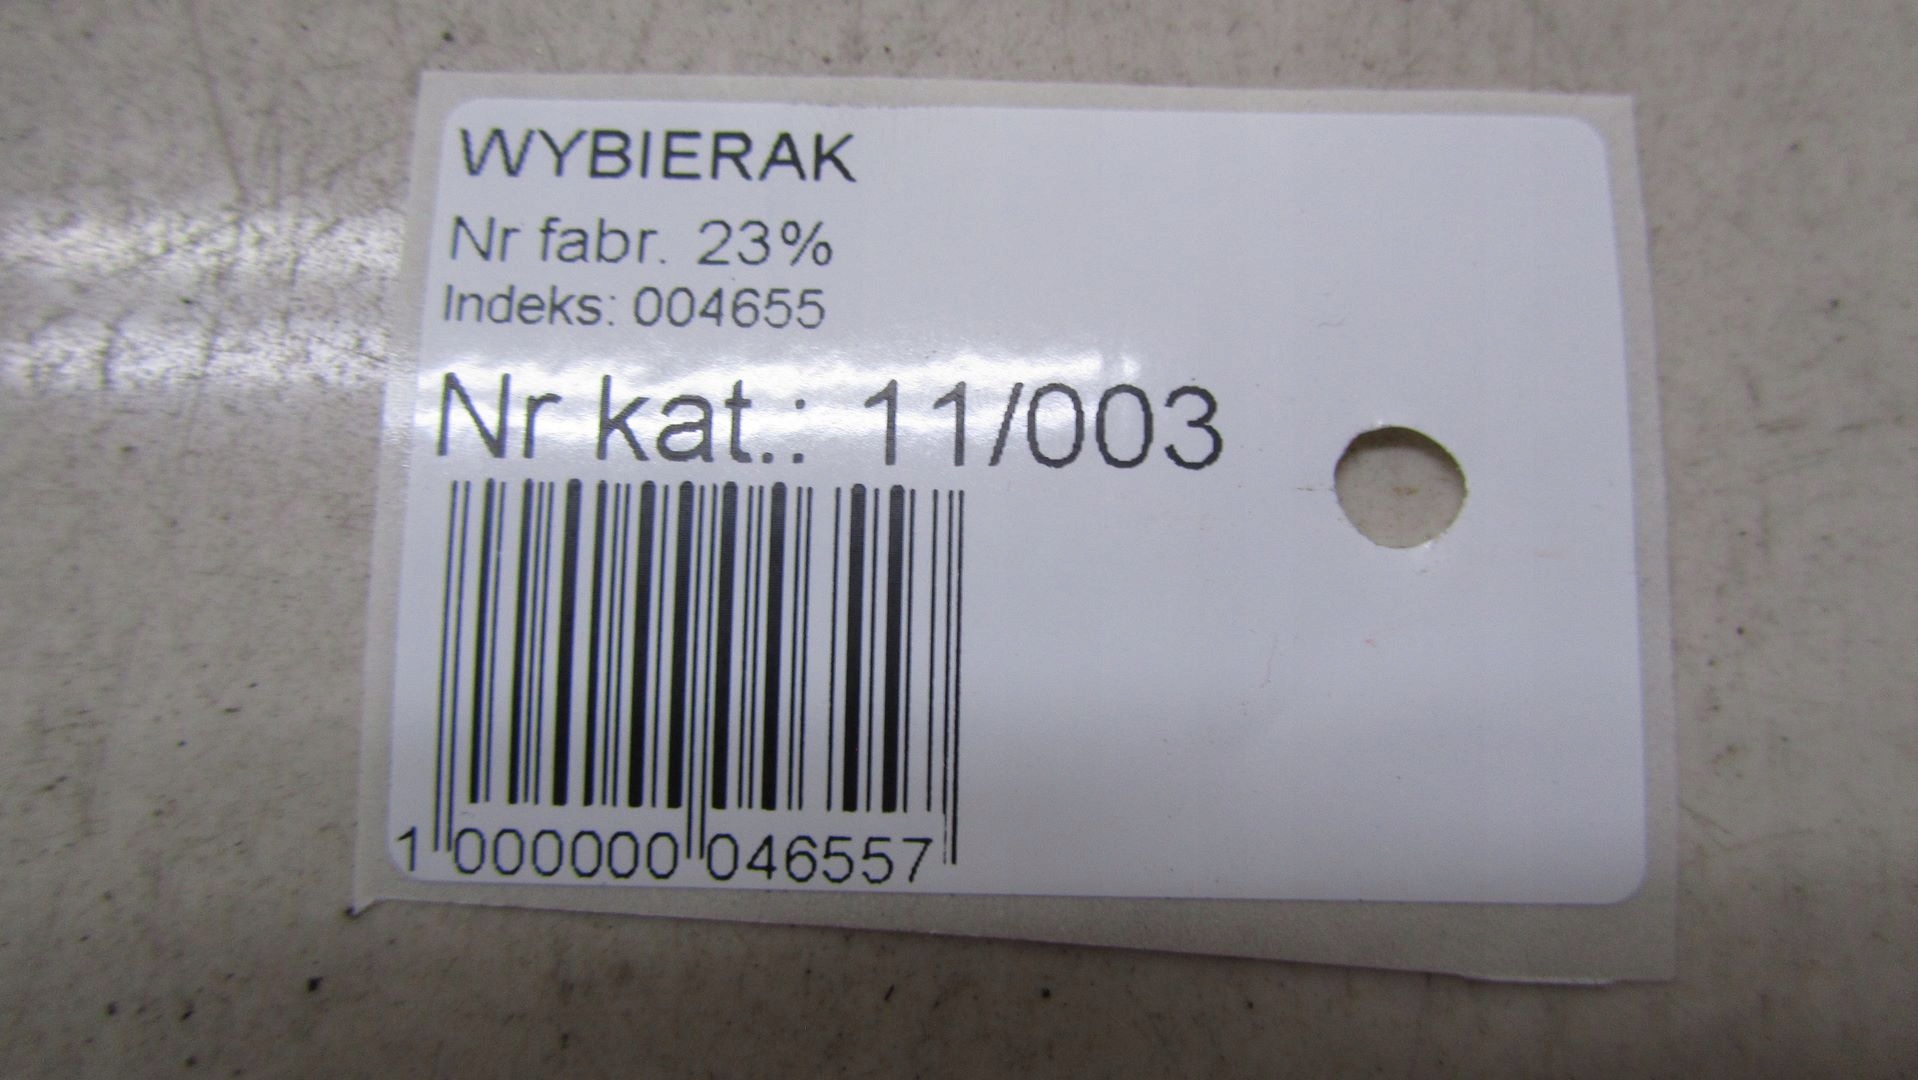 WYBIERAK
Nr fabr. 23%
Indeks: 004655
Nr kat.: 11/003
1 000000 046557